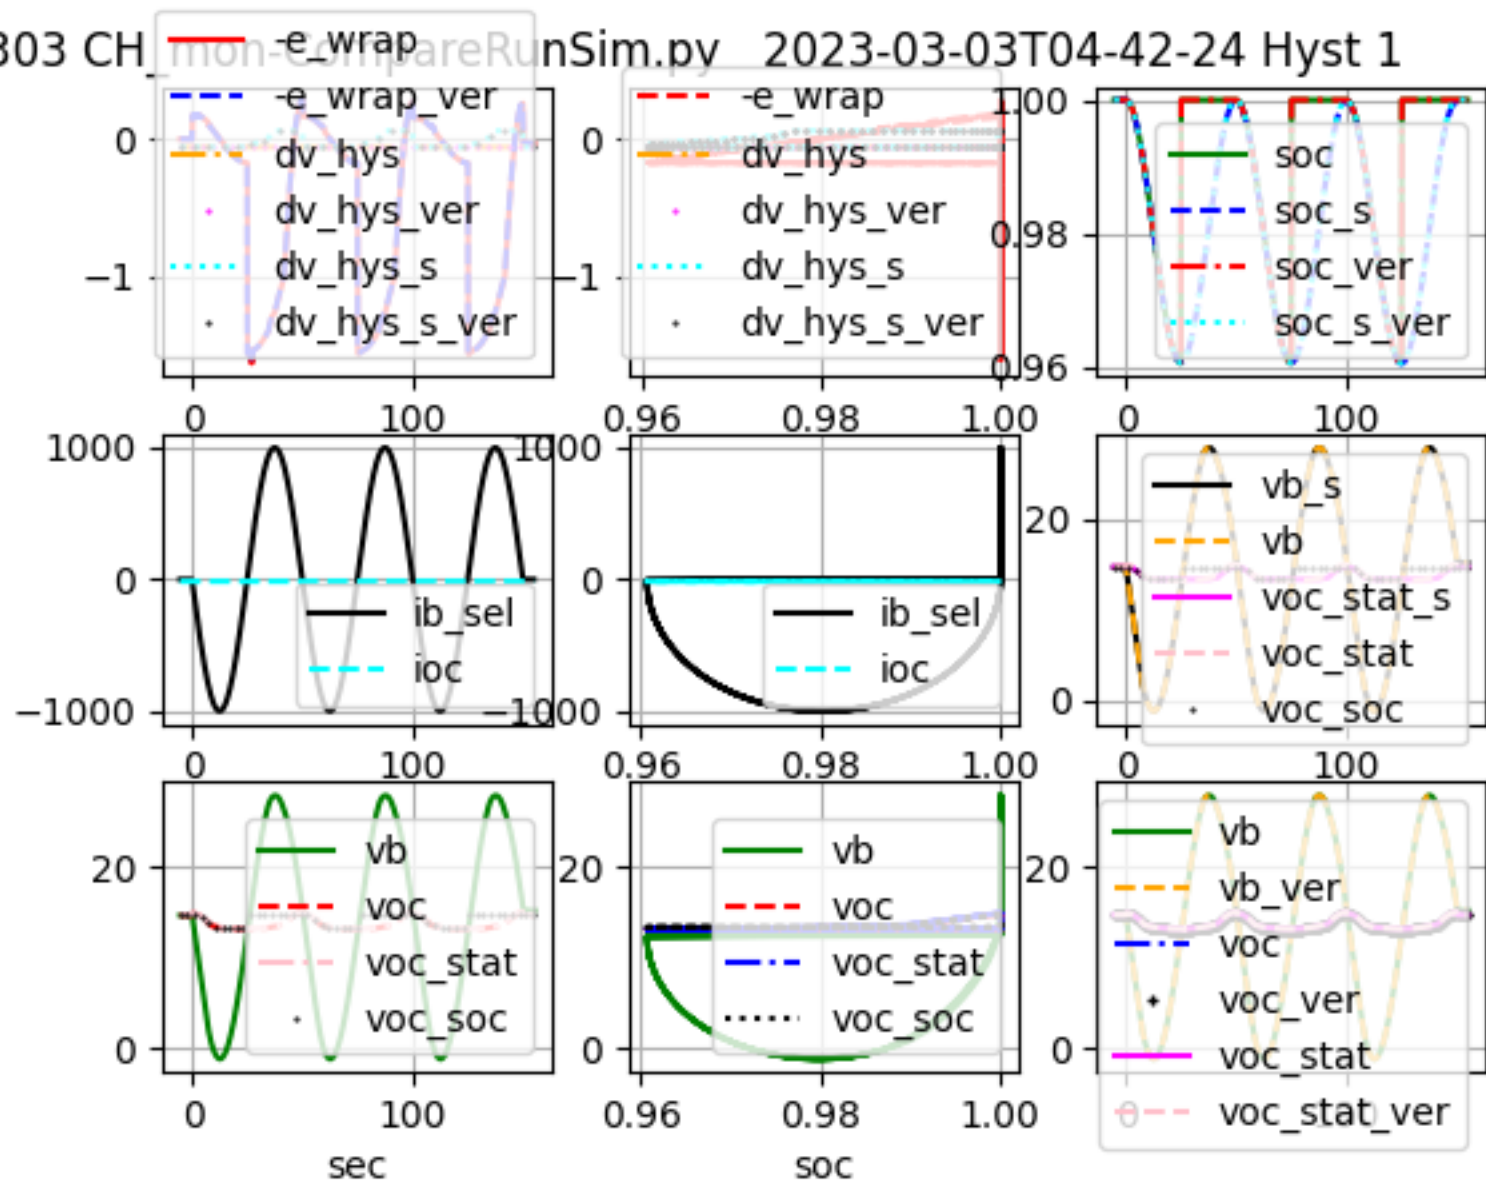 303 CH_mon-CompareRunSim.py 2023-03-03T04-42-24 Hyst 1
-e_wrap
-e_wrap_ver
dv_hys
dv_hys_ver
dv_hys_s
dv_hys_s_ver
0
−1
0
100
-e_wrap
dv_hys
dv_hys_ver
dv_hys_s
dv_hys_s_ver
0
−1
0.96
0.98
1.00
soc
soc_s
soc_ver
soc_s_ver
1.00
0.98
0.96
0
100
ib_sel
ioc
1000
0
−1000
0
100
ib_sel
ioc
1000
0
−1000
0.96
0.98
1.00
vb_s
vb
voc_stat_s
voc_stat
voc_soc
20
0
0
100
vb
voc
voc_stat
voc_soc
20
0
0
100
sec
vb
voc
voc_stat
voc_soc
20
0
0.96
0.98
1.00
soc
vb
vb_ver
voc
voc_ver
voc_stat
voc_stat_ver
20
0
0
100